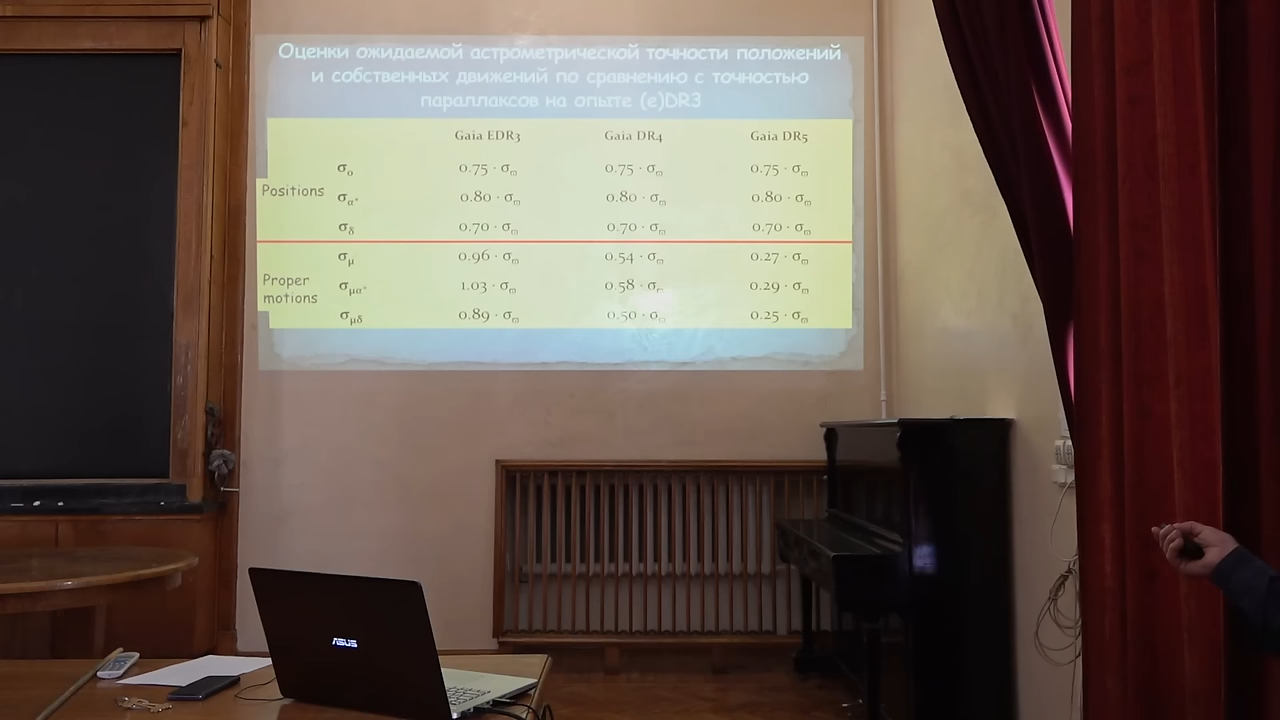 Оценки ожидаемой астрометрической точности положений
и собственных движений по сравнению с точностью
параллаксов на опыте (e)DR3
Gaia EDR3 Gaia DR4 Gaia DR5
Positions
σ₀ 0.75 · σϖ 0.75 · σϖ 0.75 · σϖ
σα* 0.80 · σϖ 0.80 · σϖ 0.80 · σϖ
σδ 0.70 · σϖ 0.70 · σϖ 0.70 · σϖ
Proper
motions
σμ 0.96 · σϖ 0.54 · σϖ 0.27 · σϖ
σμα* 1.03 · σϖ 0.58 · σϖ 0.29 · σϖ
σμδ 0.89 · σϖ 0.50 · σϖ 0.25 · σϖ
ASUS